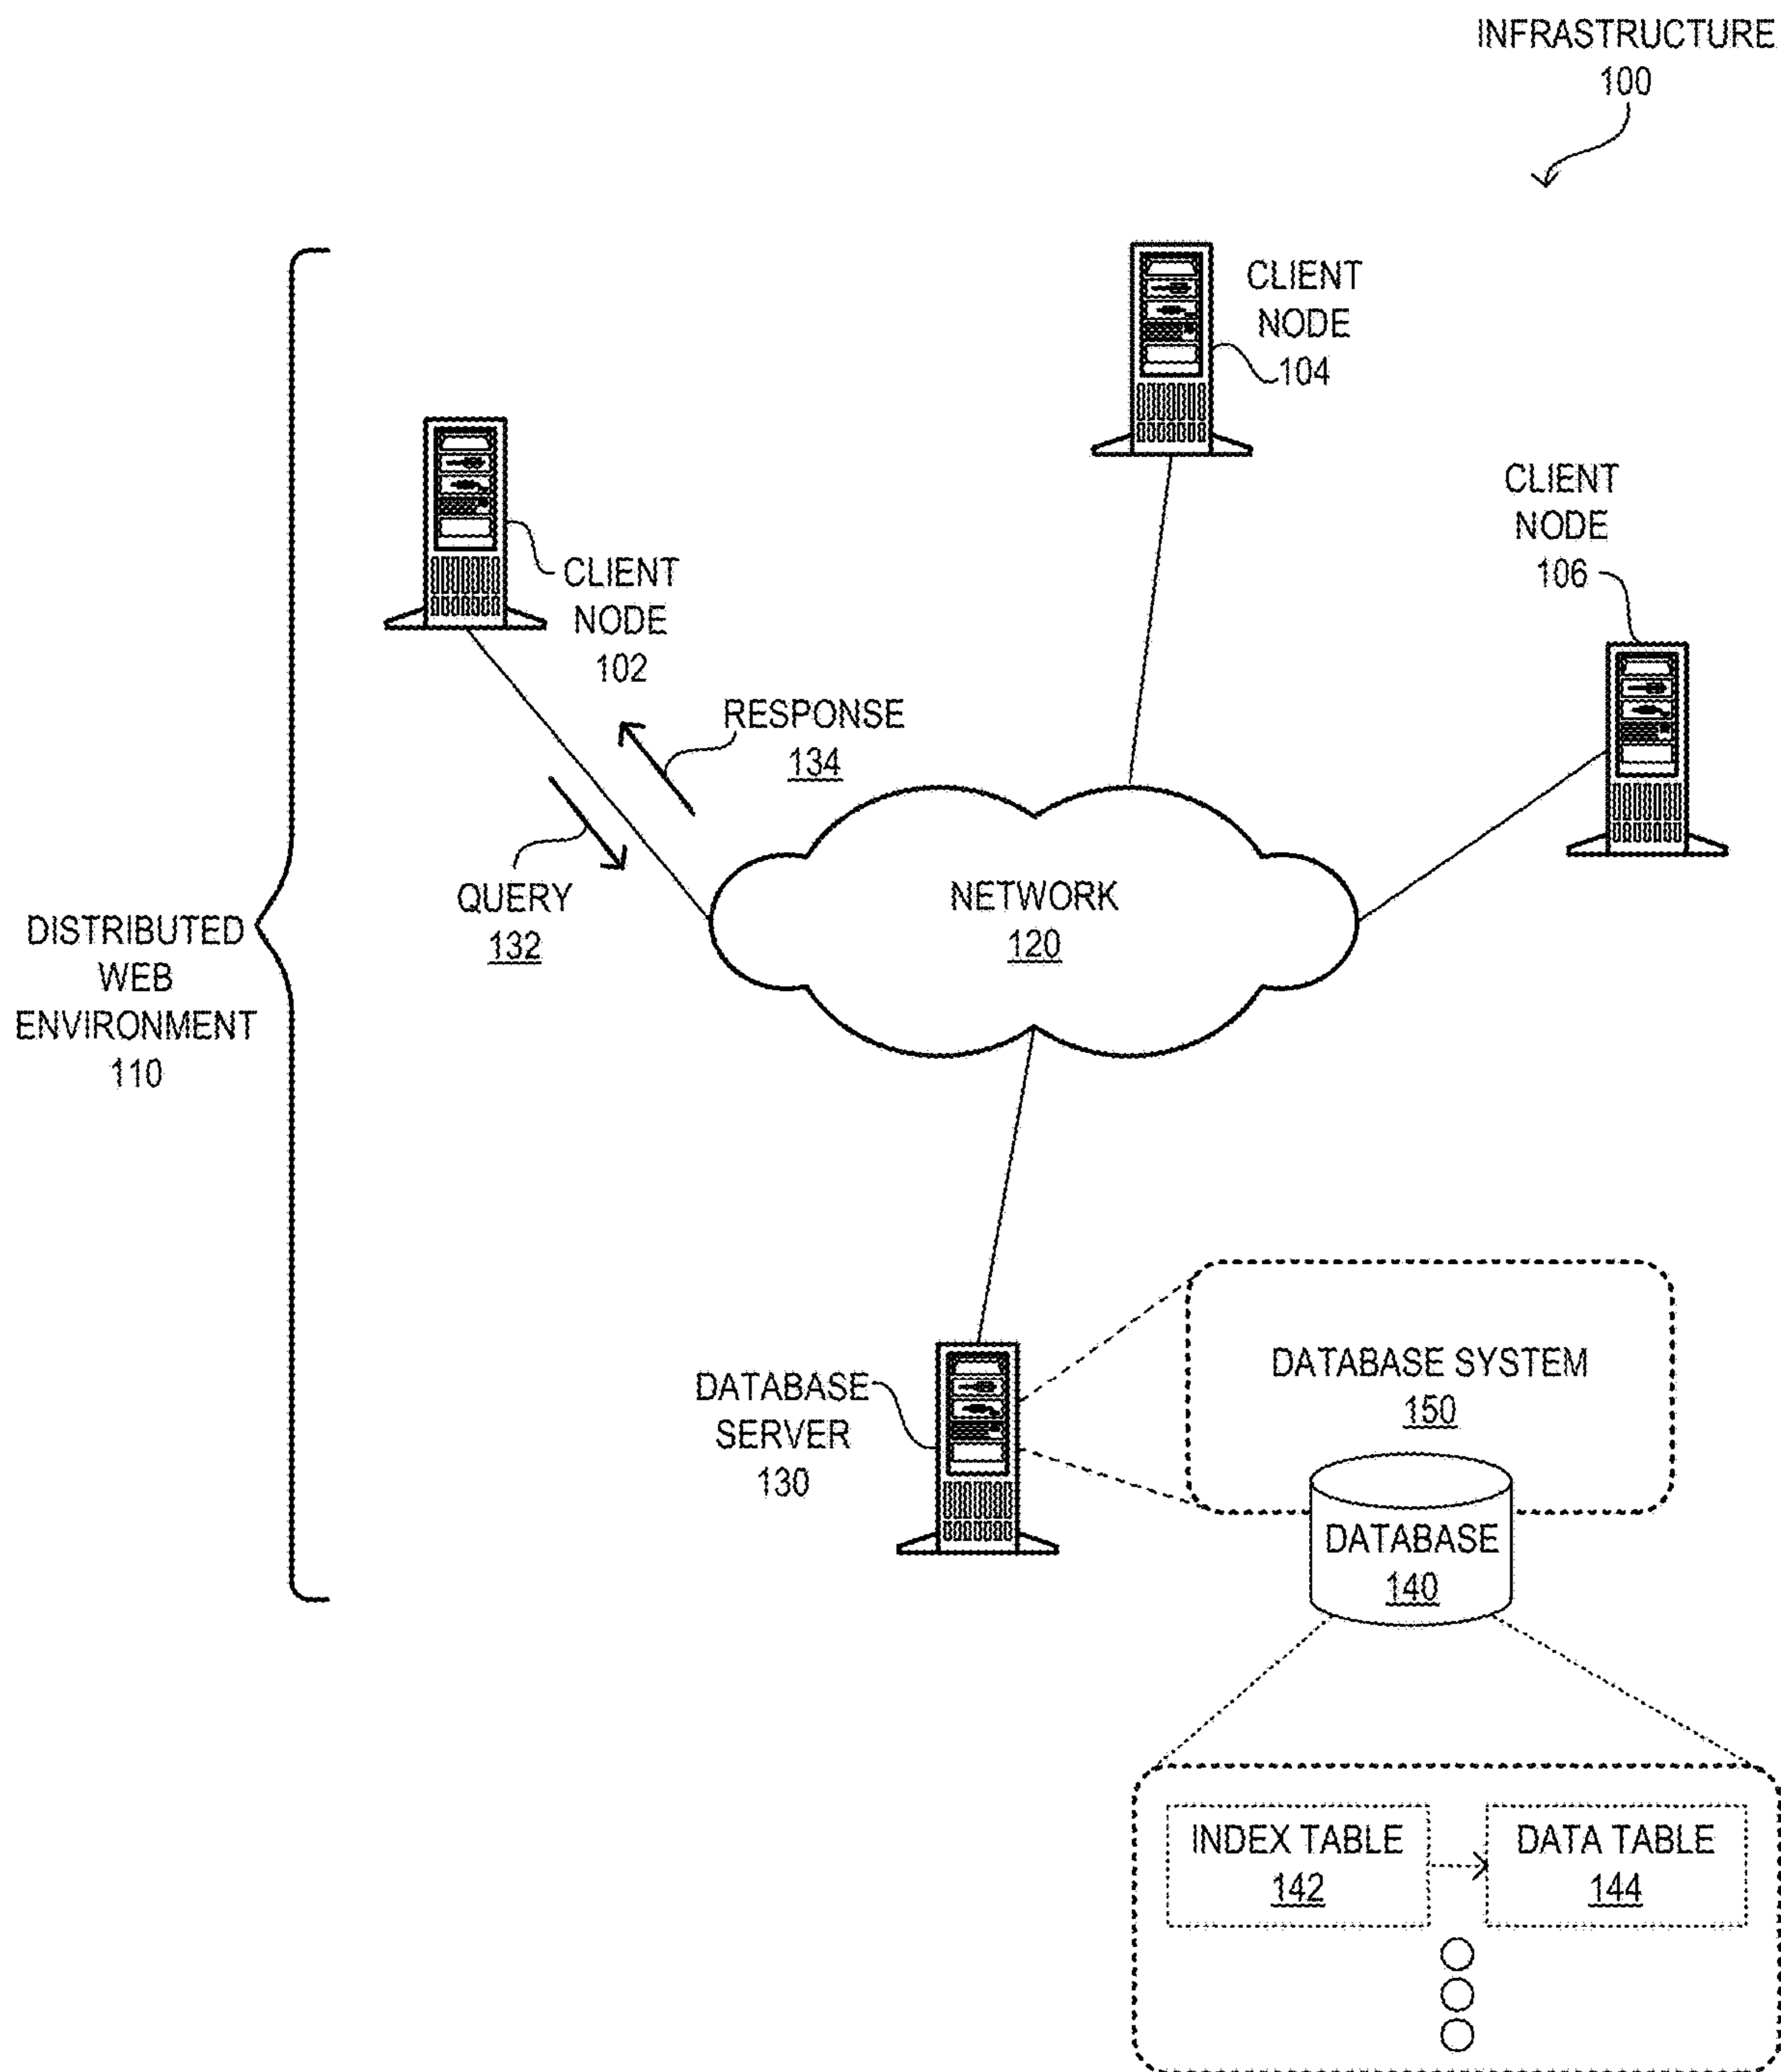 INFRASTRUCTURE
100
CLIENT
NODE
104
CLIENT
NODE
106
CLIENT
NODE
102
RESPONSE
134
QUERY
132
NETWORK
120
DISTRIBUTED
WEB
ENVIRONMENT
110
DATABASE
SERVER
130
DATABASE SYSTEM
150
DATABASE
140
INDEX TABLE
142
DATA TABLE
144